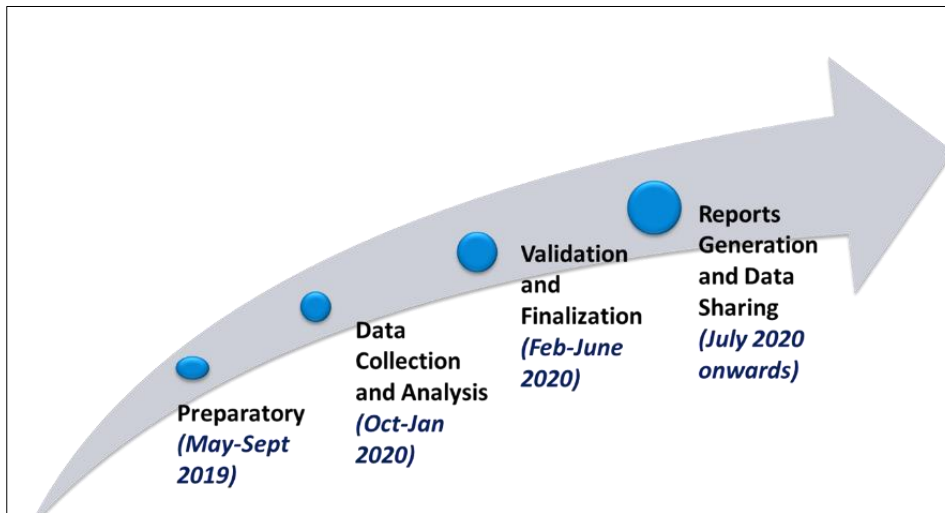 Preparatory
(May-Sept
2019)
Data
Collection
and Analysis
(Oct-Jan
2020)
Validation
and
Finalization
(Feb-June
2020)
Reports
Generation
and Data
Sharing
(July 2020
onwards)